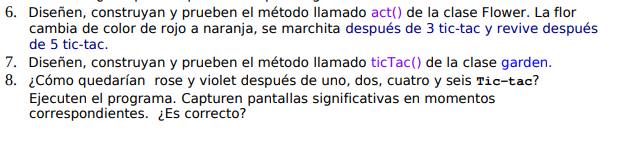 6. Diseñen, construyan y prueben el método llamado act() de la clase Flower. La flor
cambia de color de rojo a naranja, se marchita después de 3 tic-tac y revive después
de 5 tic-tac.
7. Diseñen, construyan y prueben el método llamado ticTac() de la clase garden.
8. ¿Cómo quedarían rose y violet después de uno, dos, cuatro y seis Tic-tac?
Ejecuten el programa. Capturen pantallas significativas en momentos
correspondientes. ¿Es correcto?